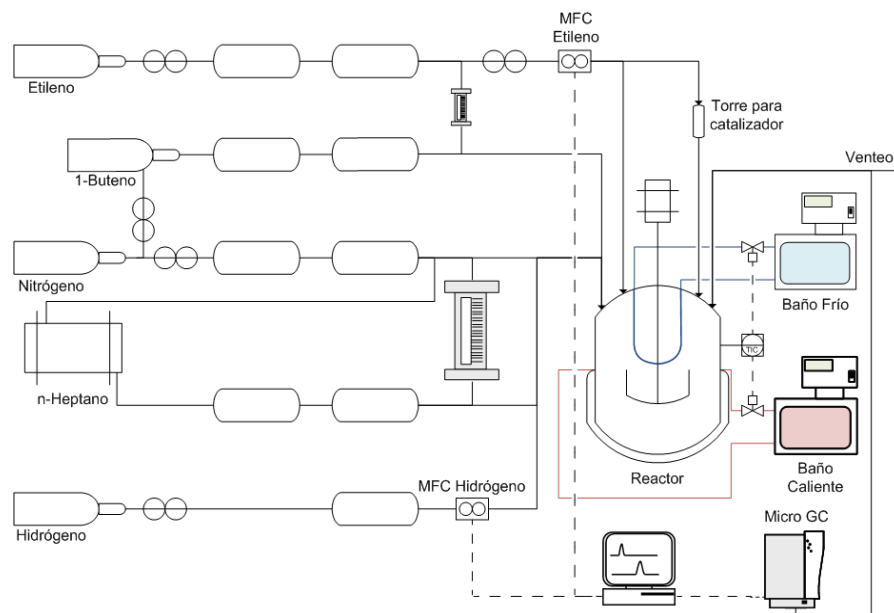 MFC
Etileno
Etileno
Torre para
catalizador
1-Buteno
Venteo
Nitrógeno
Baño Frío
TIC
n-Heptano
Reactor
Baño
Caliente
MFC Hidrógeno
Hidrógeno
Micro GC